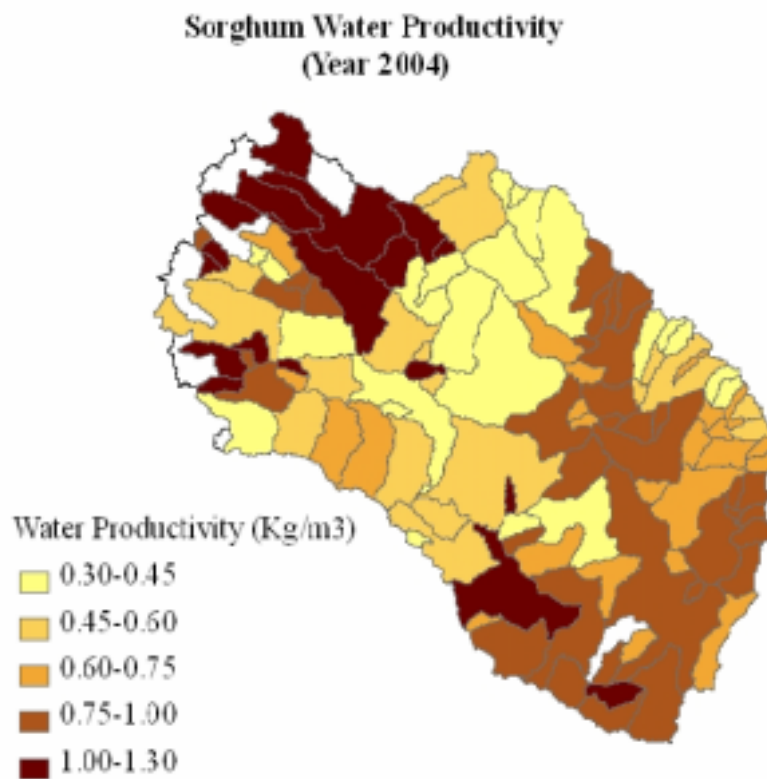 Sorghum Water Productivity
(Year 2004)
Water Productivity (Kg/m3)
0.30-0.45
0.45-0.60
0.60-0.75
0.75-1.00
1.00-1.30